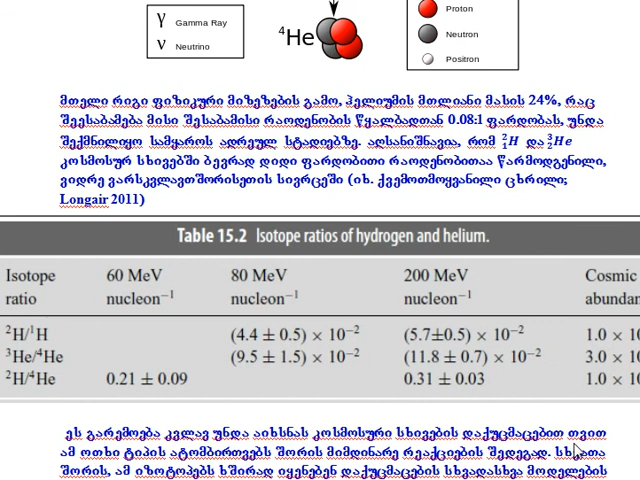 γ Gamma Ray
ν Neutrino
⁴He
Proton
Neutron
Positron
მთელი რიგი ფიზიკური მიზეზების გამო, ჰელიუმის მთლიანი მასის 24%, რაც
შეესაბამება მისი შესაბამისი რაოდენობის წყალბადთან 0.08:1 ფარდობას, უნდა
შექმნილიყო სამყაროს ადრეულ სტადიებზე. აღსანიშნავია, რომ ²₁H და ³₂He
კოსმოსურ სხივებში ბევრად დიდი ფარდობითი რაოდენობითაა წარმოდგენილი,
ვიდრე ვარსკვლავთშორისეთის სივრცეში (იხ. ქვემოთმოყვანილი ცხრილი;
Longair 2011)
Table 15.2 Isotope ratios of hydrogen and helium.
Isotope ratio 60 MeV nucleon⁻¹ 80 MeV nucleon⁻¹ 200 MeV nucleon⁻¹ Cosmic
²H/¹H (4.4 ± 0.5) × 10⁻² (5.7±0.5) × 10⁻² 1.0 × 10
³He/⁴He (9.5 ± 1.5) × 10⁻² (11.8 ± 0.7) × 10⁻² 3.0 × 10
²H/⁴He 0.21 ± 0.09 0.31 ± 0.03 1.0 × 10
ეს გარემოება კვლავ უნდა აიხსნას კოსმოსური სხივების დაქუცმაცებით თვით
ამ ოთხი ტიპის ატომბირთვებს შორის მიმდინარე რეაქციების შედეგად. სხვათა
შორის, ამ იზოტოპებს ხშირად იყენებენ დაქუცმაცების სხვადასხვა მოდელების